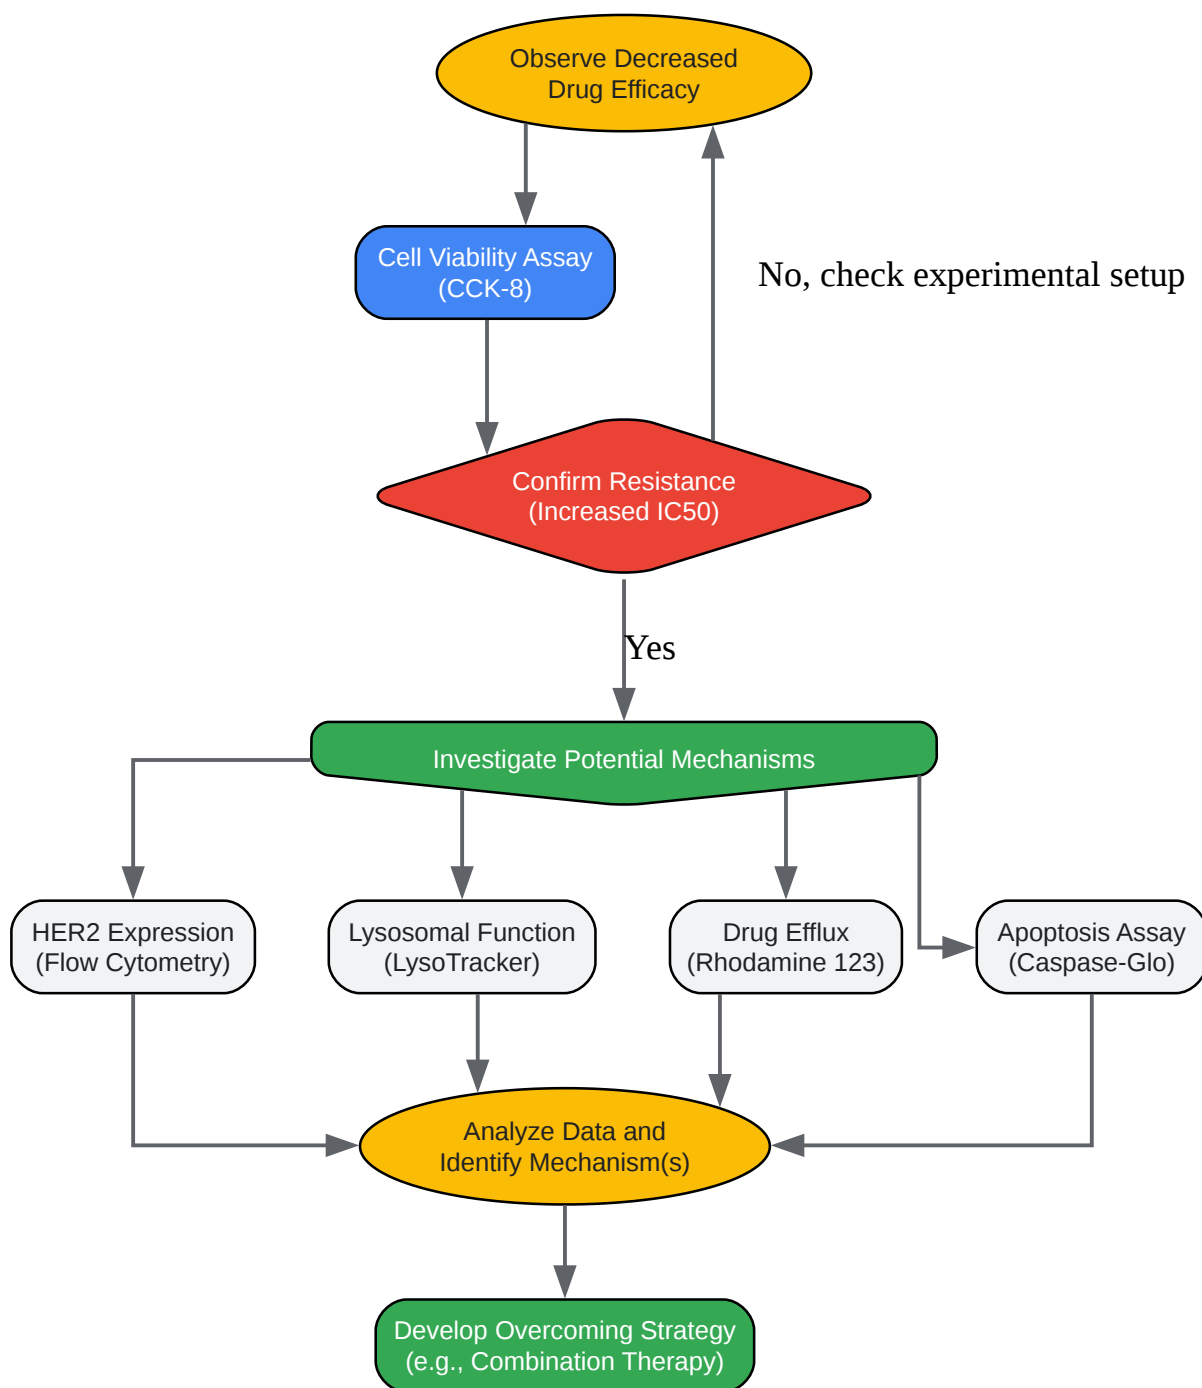 Observe Decreased
Drug Efficacy
Cell Viability Assay
(CCK-8)
No, check experimental setup
Confirm Resistance
(Increased IC50)
Yes
Investigate Potential Mechanisms
HER2 Expression
(Flow Cytometry)
Lysosomal Function
(LysoTracker)
Drug Efflux
(Rhodamine 123)
Apoptosis Assay
(Caspase-Glo)
Analyze Data and
Identify Mechanism(s)
Develop Overcoming Strategy
(e.g., Combination Therapy)